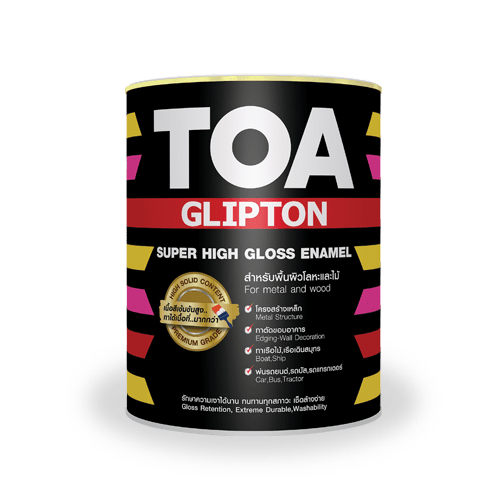 TOA
GLIPTON
SUPER HIGH GLOSS ENAMEL
สำหรับพื้นผิวโลหะและไม้
For metal and wood
HIGH SOLID CONTENT
เนื้อสีเข้มข้นสูง..
ทาได้เนื้อที่..มากกว่า
PREMIUM GRADE
โครงสร้างเหล็ก
Metal Structure
ทาตัดขอบอาคาร
Edging-Wall Decoration
ทาเรือไม้,เรือเดินสมุทร
Boat,Ship
พ่นรถยนต์,รถบัส,รถแทรกเตอร์
Car,Bus,Tractor
รักษาความเงาได้นาน ทนทานทุกสภาวะ เช็ดล้างง่าย
Gloss Retention, Extreme Durable,Washability